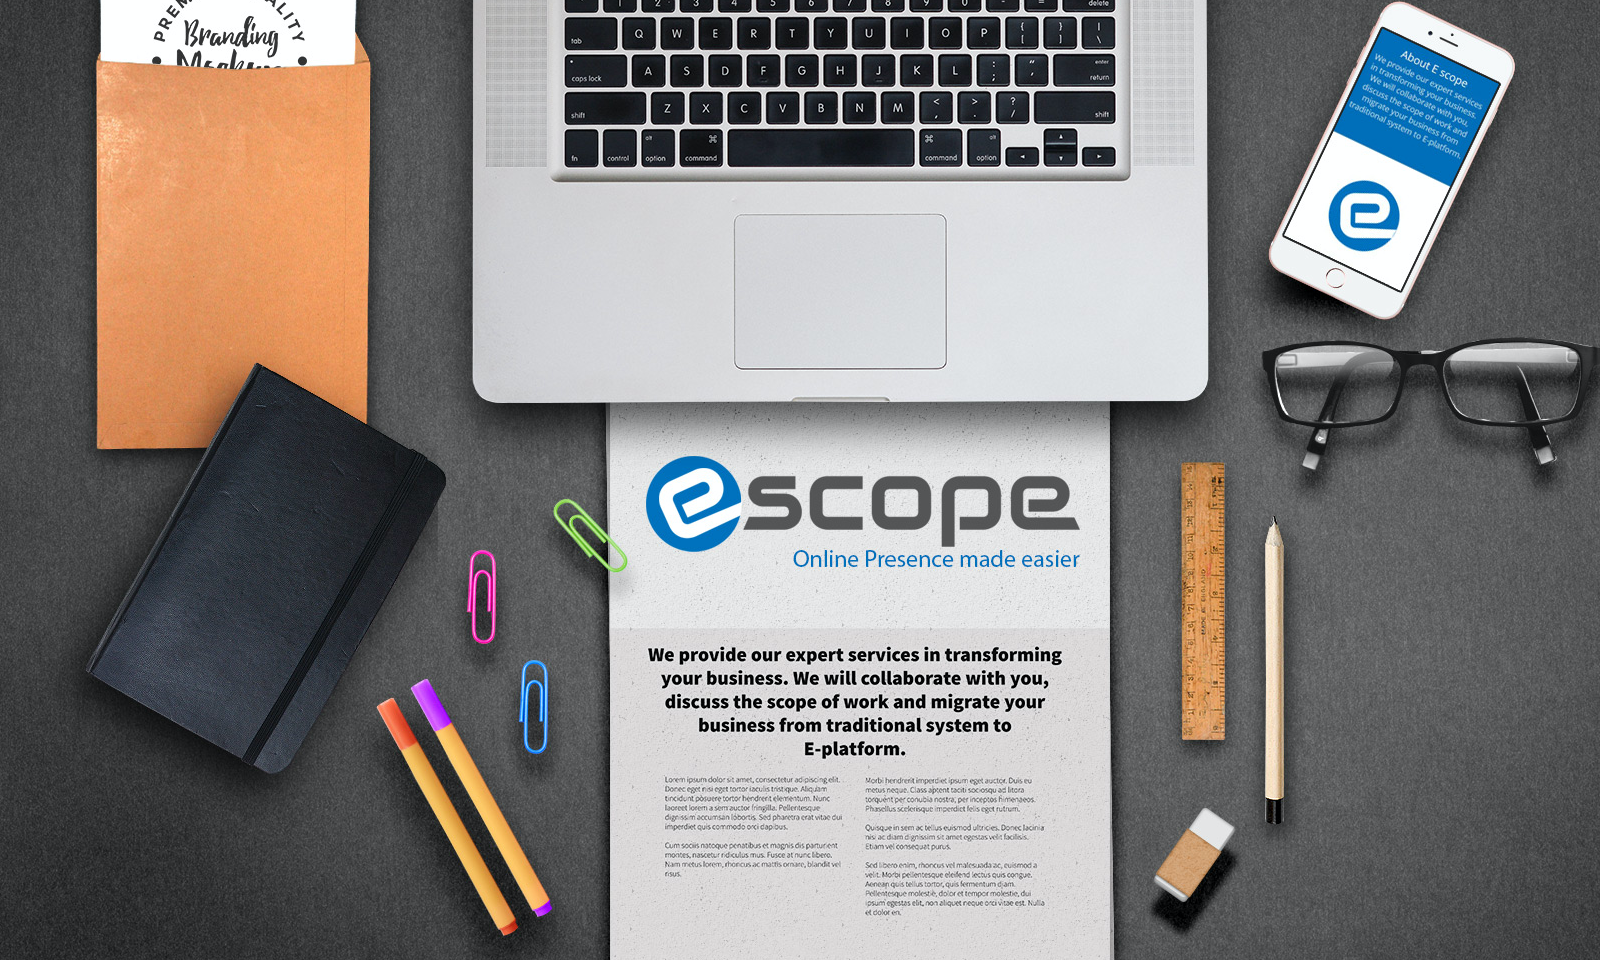 PREM
ALITY
Branding
Mockup
delete
tab Q W E R T Y U I O P { [ } ] | \
caps lock A S D F G H J K L : ; " ' enter return
shift Z X C V B N M < , > . ? / shift
fn control alt option ⌘ command ⌘ command alt option
About E scope
We provide our expert services
in transforming your business.
We will collaborate with you,
discuss the scope of work and
migrate your business from
traditional system to E-platform.
e
escope
Online Presence made easier
MADE IN ENGLAND
We provide our expert services in transforming
your business. We will collaborate with you,
discuss the scope of work and migrate your
business from traditional system to
E-platform.
Lorem ipsum dolor sit amet, consectetur adipiscing elit.
Donec eget nisi eget tortor iaculis tristique. Aliquam
tincidunt posuere tortor hendrerit elementum. Nunc
laoreet lorem a sem auctor fringilla. Pellentesque
dignissim accumsan lobortis. Sed pharetra erat vitae dui
imperdiet quis commodo orci dapibus.
Cum sociis natoque penatibus et magnis dis parturient
montes, nascetur ridiculus mus. Fusce at nunc libero.
Nam metus lorem, rhoncus ac mattis ornare, blandit vel
risus.
Morbi hendrerit imperdiet ipsum eget auctor. Duis eu
metus neque. Class aptent taciti sociosqu ad litora
torquent per conubia nostra, per inceptos himenaeos.
Phasellus scelerisque imperdiet felis eget rutrum.
Quisque in sem ac tellus euismod ultricies. Donec lacinia
nisi ac diam dignissim sit amet egestas velit facilisis.
Etiam vel consequat purus.
Sed libero enim, rhoncus vel malesuada ac, euismod a
velit. Morbi pellentesque eleifend lectus quis congue.
Aenean quis tellus tortor, quis fermentum diam.
Pellentesque molestie, dolor et tempor molestie, dui
ipsum egestas elit, non aliquet neque orci vitae est. Nulla
et dolor en.